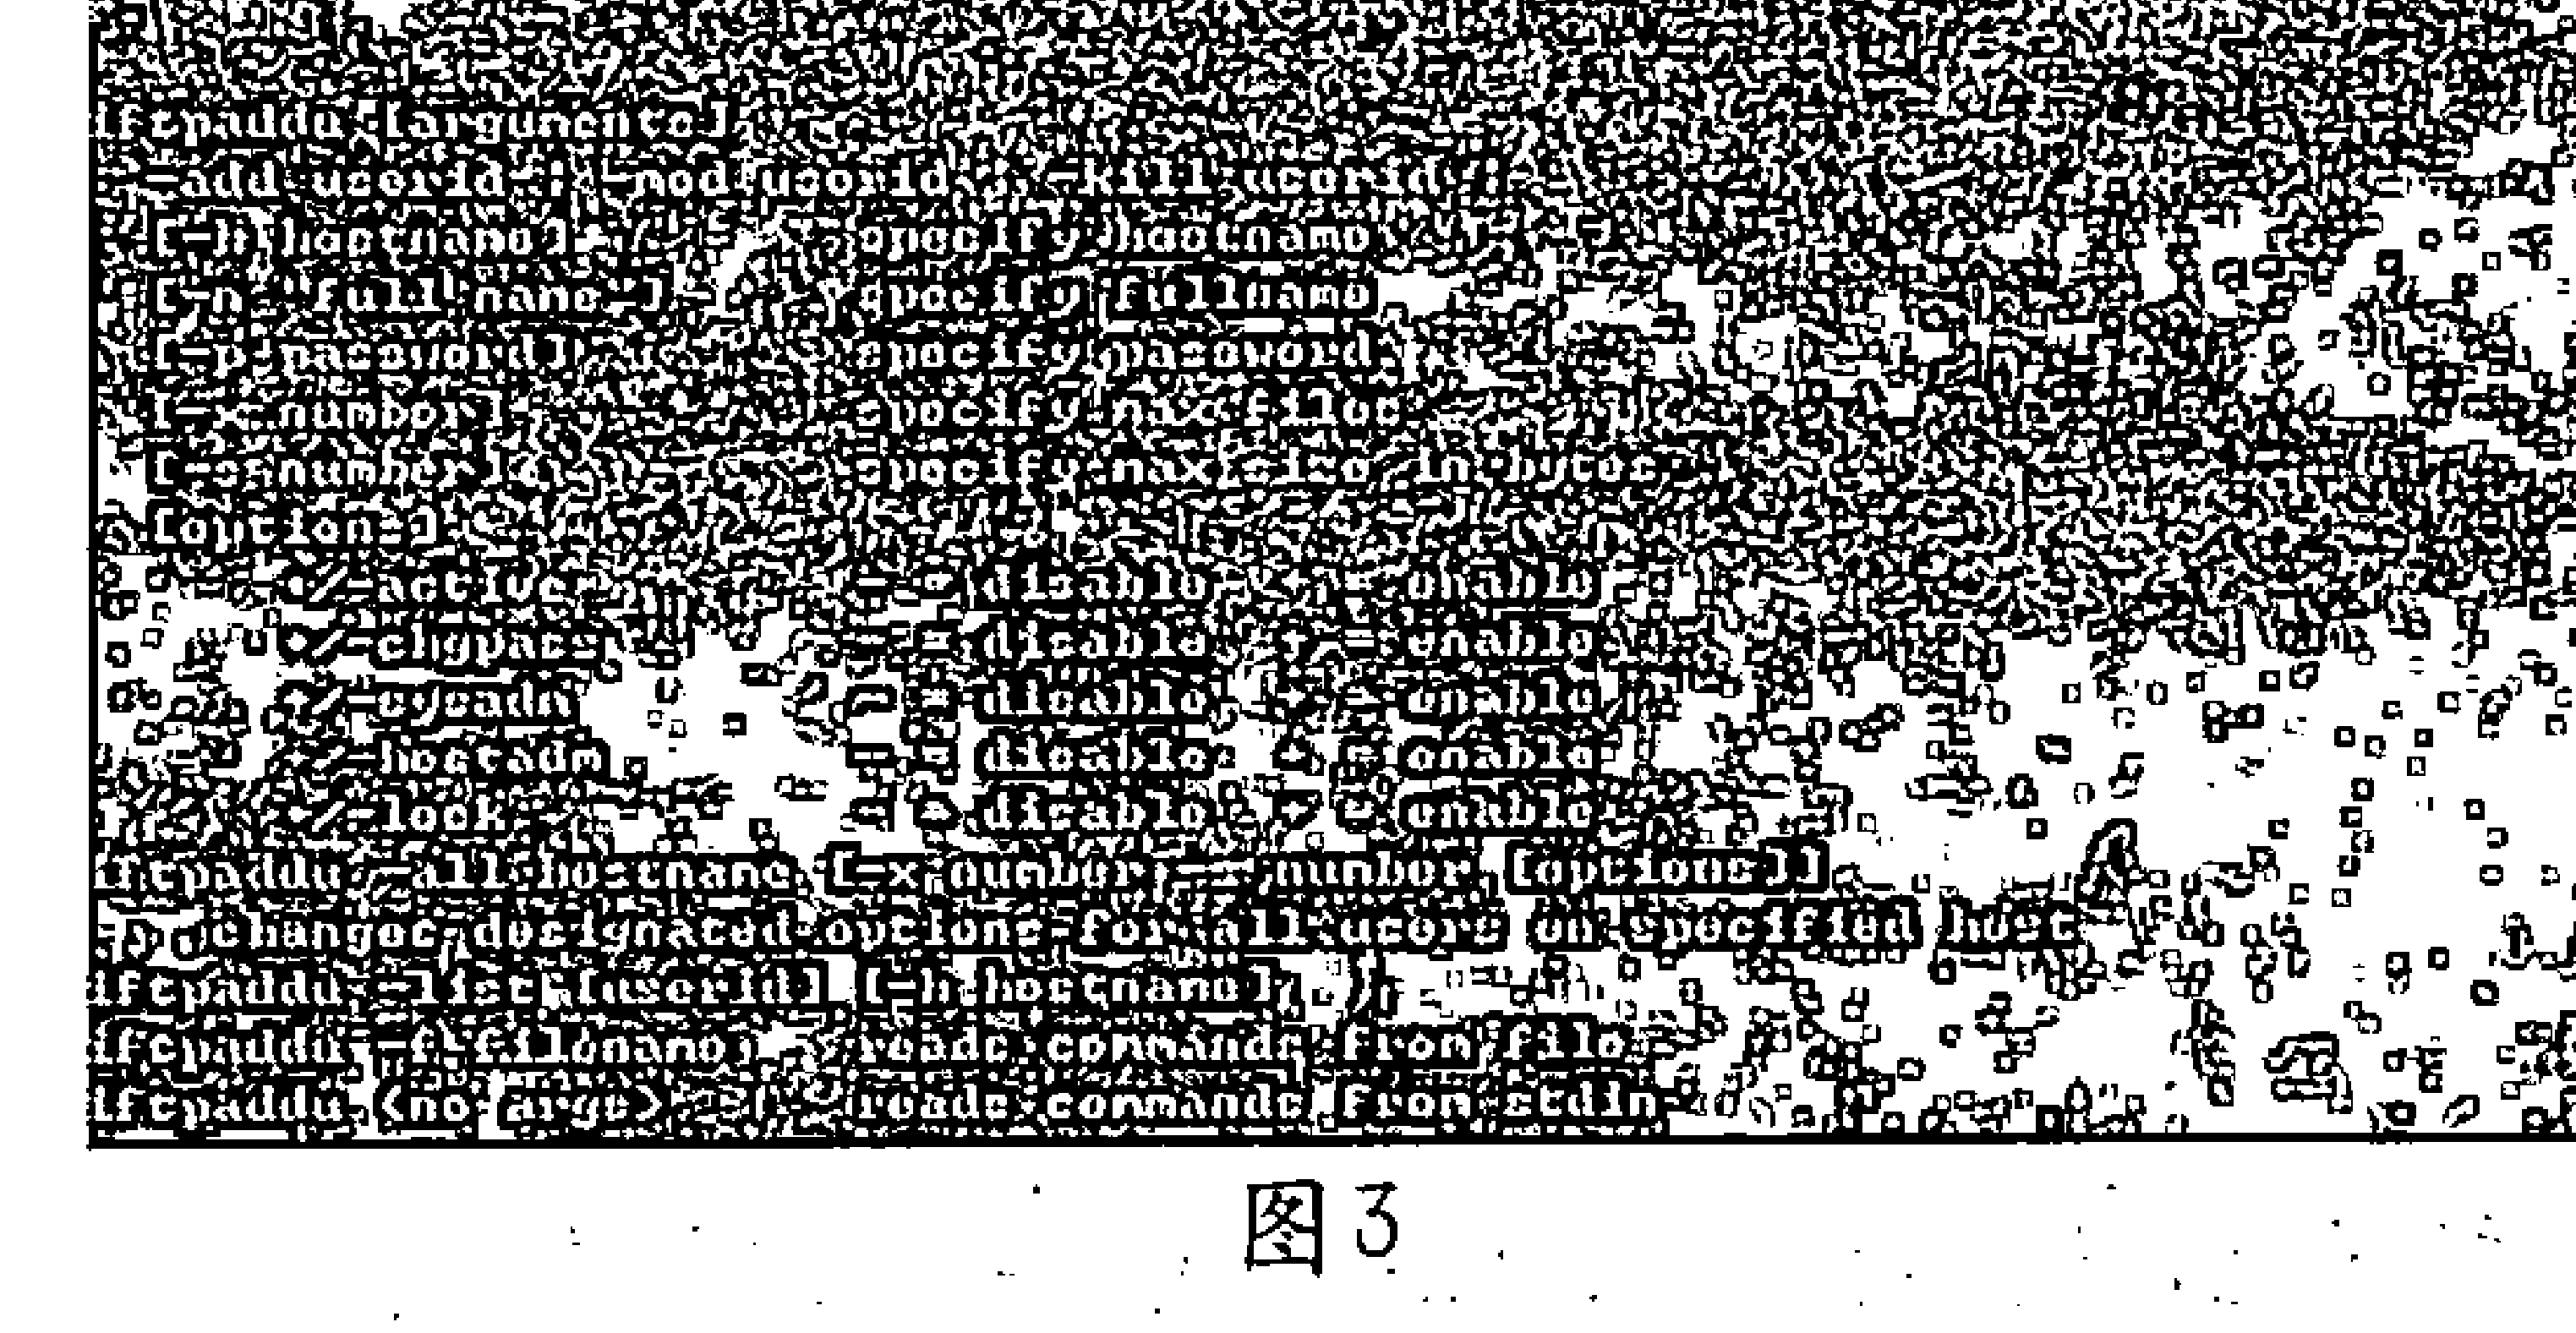 ifcpaddu [arguments]
-add userid | -mod userid | -kill userid
[-h hostname] specify hostname
[-n "full name"] specify fullname
[-p password] specify password
[-x number] specify max files
[-s number] specify max size in bytes
[options]
-active - = disable + = enable
-chgpace - = disable = enable
-sysadm = disable enable
-hostadm = disable enable
-look disable enable
ifcpaddu -all hostname [-x number number [options]]
changes designated options for all users on specified host
ifcpaddu -list [userid] [-h hostname]
ifcpaddu -f filename reads commands from file
ifcpaddu <no args> reads commands from stdin
图3